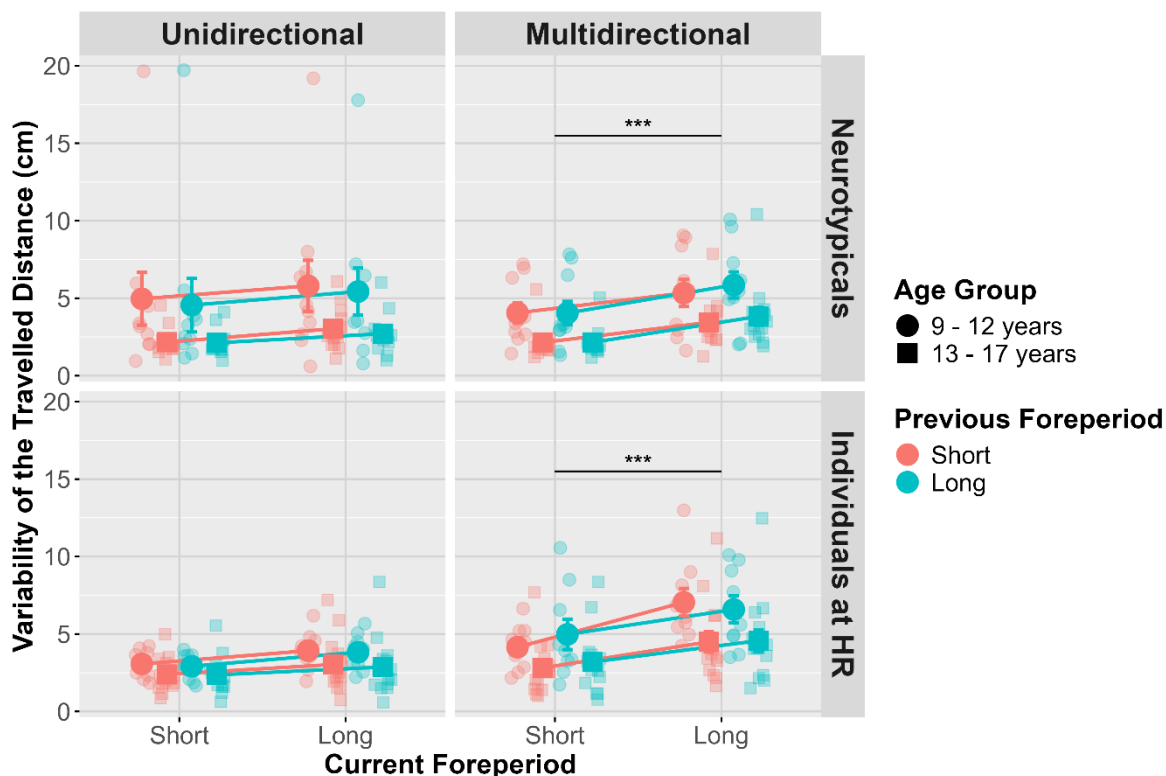 Unidirectional
Multidirectional
Variability of the Travelled Distance (cm)
20
15
10
5
0
***
Neurotypicals
20
15
10
5
0
***
Individuals at HR
Short
Long
Short
Long
Current Foreperiod
Age Group
9 - 12 years
13 - 17 years
Previous Foreperiod
Short
Long